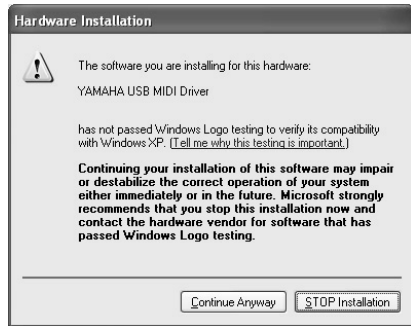 Hardware Installation
The software you are installing for this hardware:
YAMAHA USB MIDI Driver
has not passed Windows Logo testing to verify its compatibility
with Windows XP. (Tell me why this testing is important.)
Continuing your installation of this software may impair
or destabilize the correct operation of your system
either immediately or in the future. Microsoft strongly
recommends that you stop this installation now and
contact the hardware vendor for software that has
passed Windows Logo testing.
Continue Anyway
STOP Installation